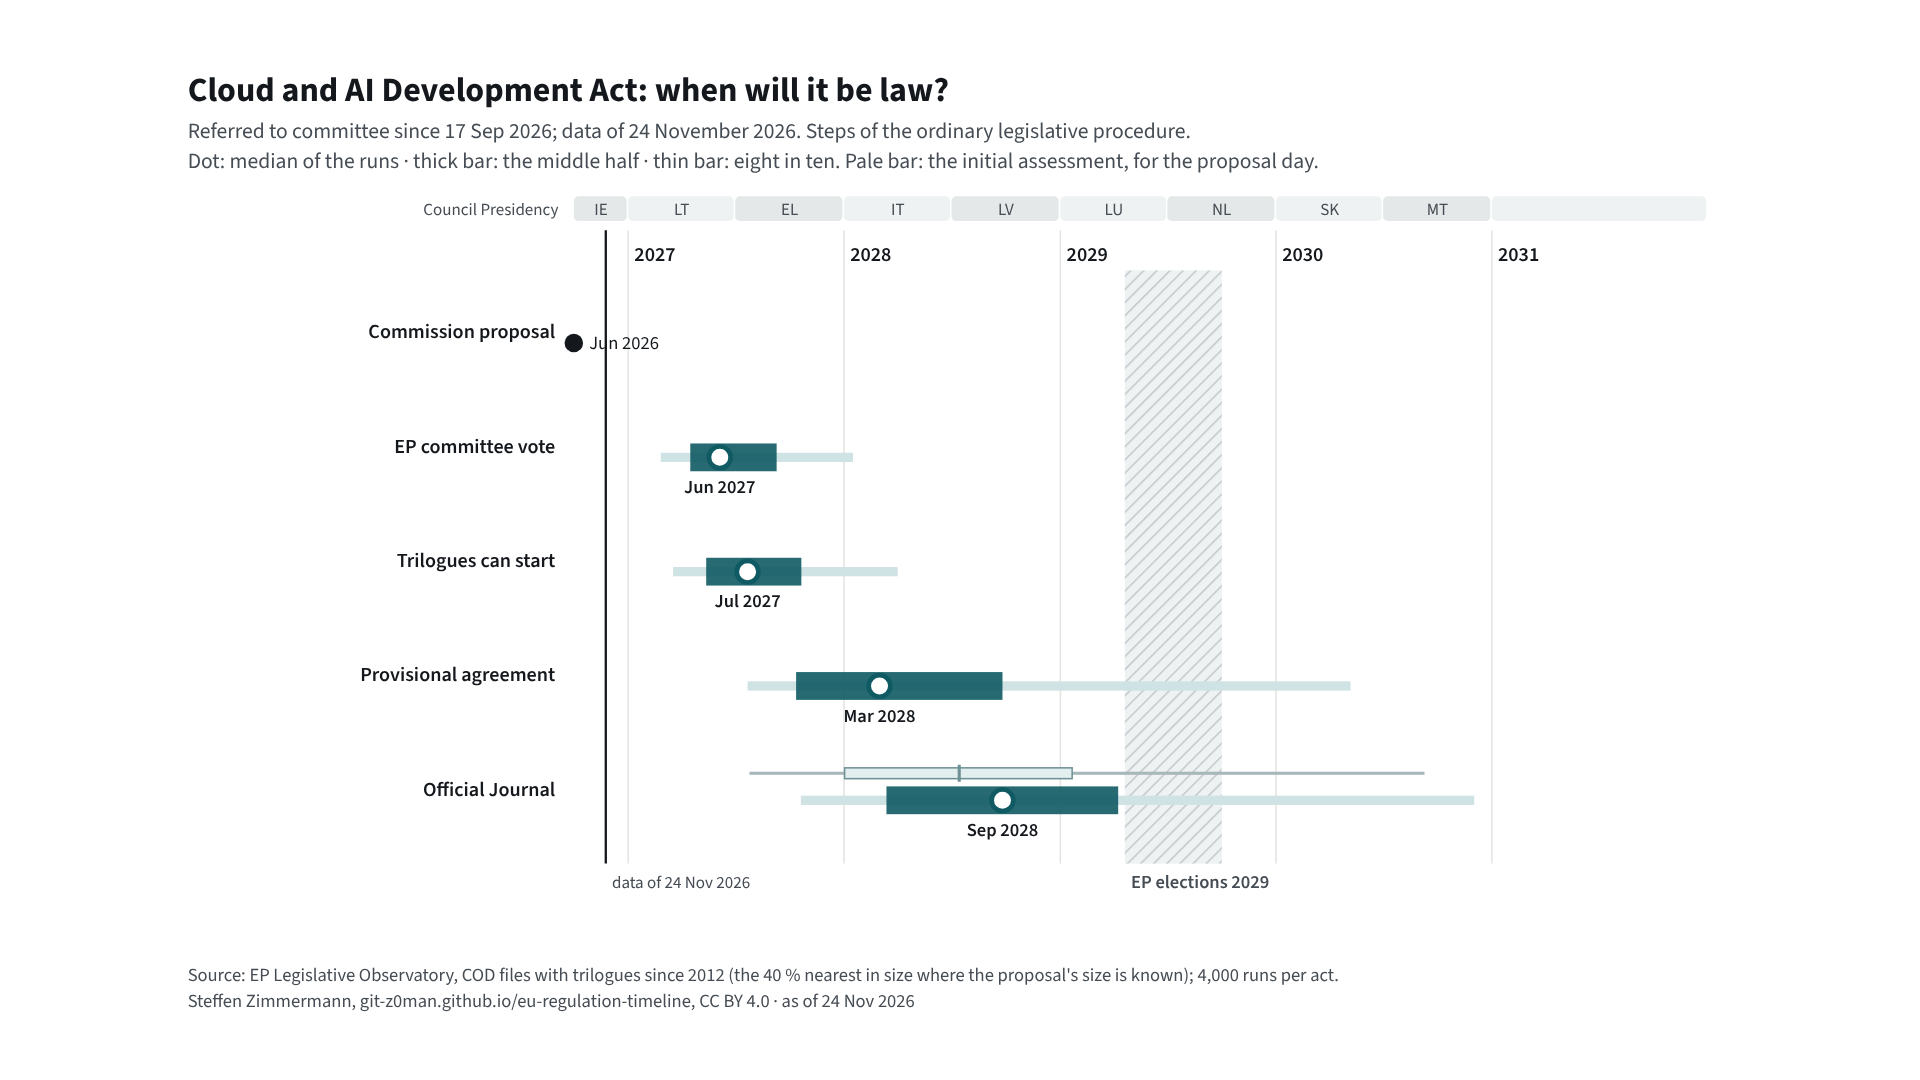 Cloud and AI Development Act: when will it be law?
Referred to committee since 17 Sep 2026; data of 24 November 2026. Steps of the ordinary legislative procedure.
Dot: median of the runs · thick bar: the middle half · thin bar: eight in ten. Pale bar: the initial assessment, for the proposal day.
Council Presidency IE LT EL IT LV LU NL SK MT
2027 2028 2029 2030 2031
Commission proposal
Jun 2026
EP committee vote
Jun 2027
Trilogues can start
Jul 2027
Provisional agreement
Mar 2028
Official Journal
Sep 2028
data of 24 Nov 2026 EP elections 2029
Source: EP Legislative Observatory, COD files with trilogues since 2012 (the 40 % nearest in size where the proposal's size is known); 4,000 runs per act.
Steffen Zimmermann, git-z0man.github.io/eu-regulation-timeline, CC BY 4.0 · as of 24 Nov 2026